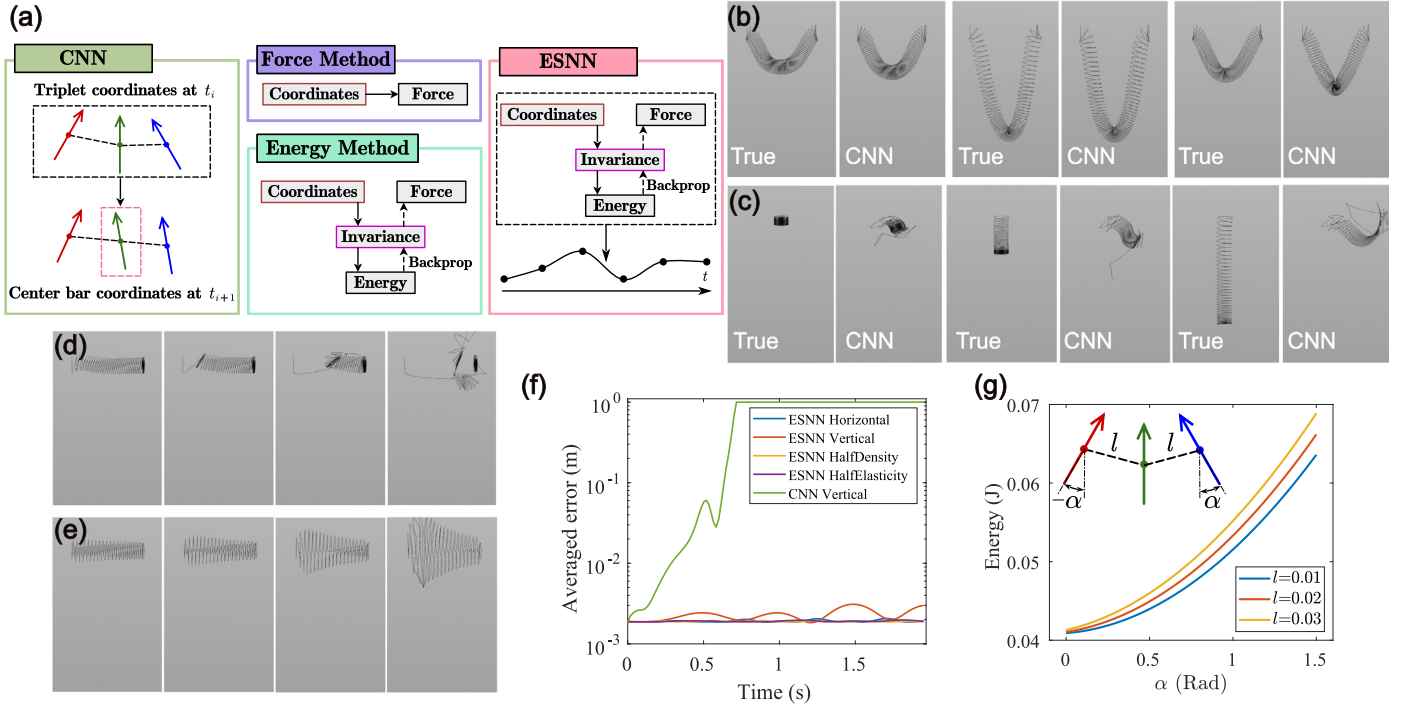 (a)
CNN
Triplet coordinates at t_i
Center bar coordinates at t_{i+1}
Force Method
Coordinates
Force
Energy Method
Coordinates
Force
Invariance
Backprop
Energy
ESNN
Coordinates
Force
Invariance
Backprop
Energy
t
(b)
True
CNN
True
CNN
True
CNN
(c)
True
CNN
True
CNN
True
CNN
(d)
(e)
(f)
Averaged error (m)
10^0
10^{-1}
10^{-2}
10^{-3}
0
0.5
1
1.5
Time (s)
ESNN Horizontal
ESNN Vertical
ESNN HalfDensity
ESNN HalfElasticity
CNN Vertical
(g)
Energy (J)
0.07
0.06
0.05
0.04
0
0.5
1
1.5
α (Rad)
l
l
−α
α
l=0.01
l=0.02
l=0.03